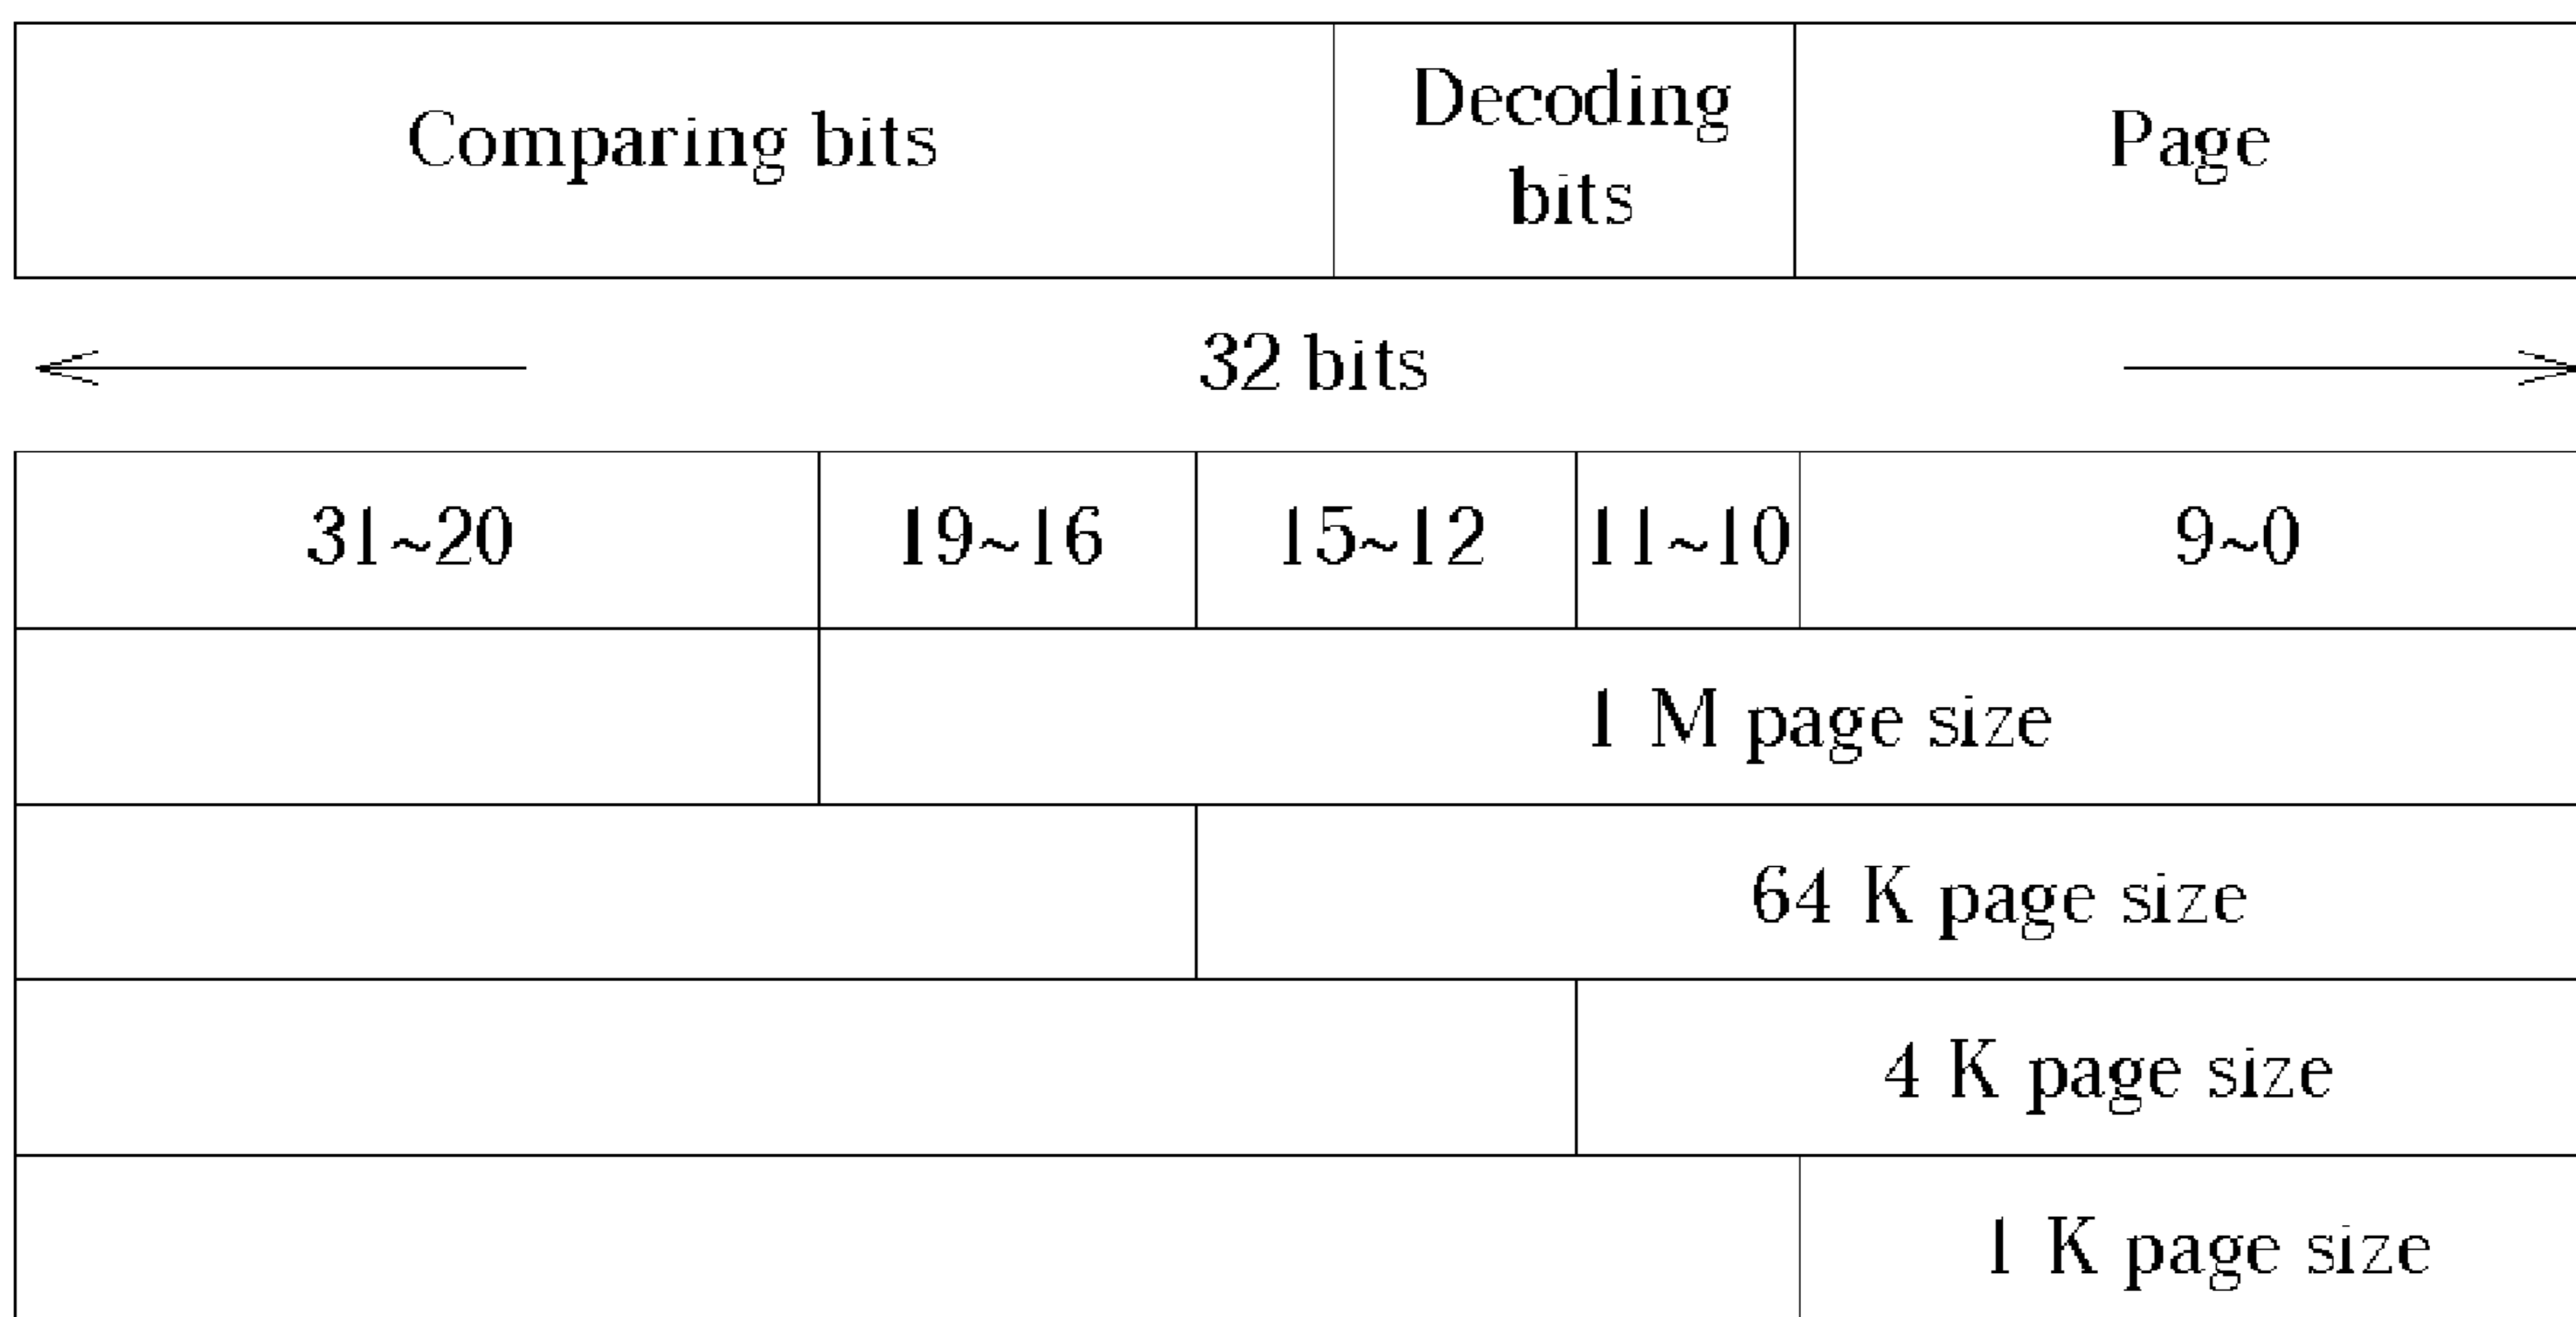 Comparing bits
Decoding
bits
Page
32 bits
31~20
19~16
15~12
11~10
9~0
1 M page size
64 K page size
4 K page size
1 K page size